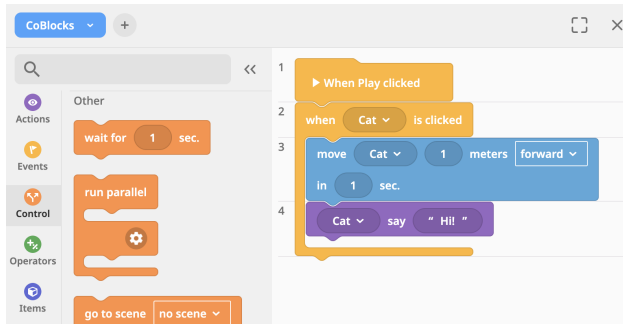 CoBlocks
+
Other
Actions
Events
Control
Operators
Items
wait for 1 sec.
run parallel
go to scene no scene
1
When Play clicked
2
when Cat is clicked
3
move Cat 1 meters forward
in 1 sec.
4
Cat say “ Hi! ”